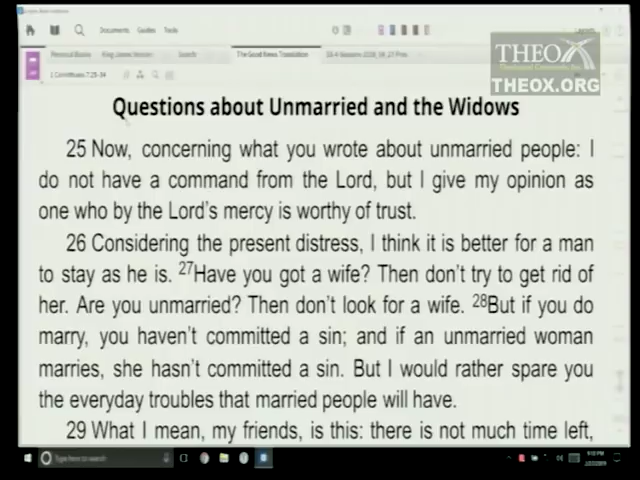 Documents Guides Tools
Personal Books King James Version Search The Good News Translation
1 Corinthians 7:25-34
THEOX
THEOX.ORG
Questions about Unmarried and the Widows
25 Now, concerning what you wrote about unmarried people: I
do not have a command from the Lord, but I give my opinion as
one who by the Lord's mercy is worthy of trust.
26 Considering the present distress, I think it is better for a man
to stay as he is. 27Have you got a wife? Then don't try to get rid of
her. Are you unmarried? Then don't look for a wife. 28But if you do
marry, you haven't committed a sin; and if an unmarried woman
marries, she hasn't committed a sin. But I would rather spare you
the everyday troubles that married people will have.
29 What I mean, my friends, is this: there is not much time left,
Type here to search